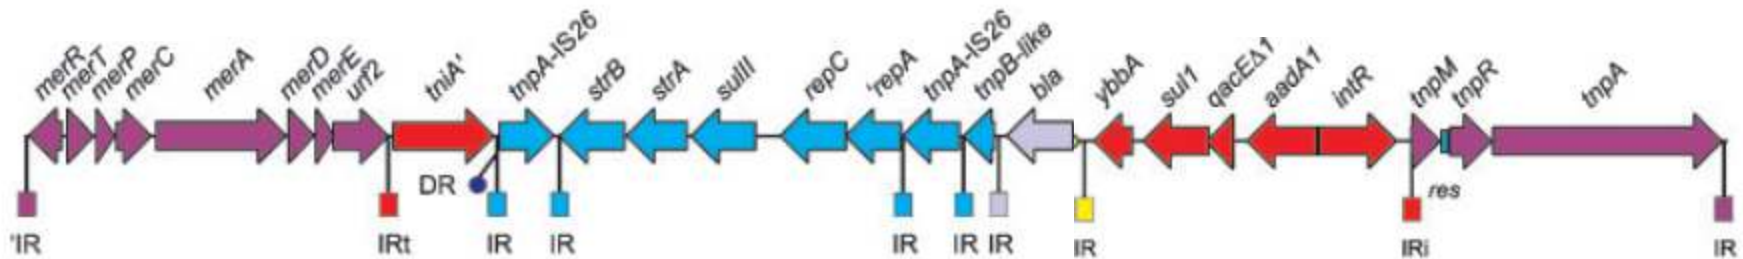 merR merT merP merC merA merD merE urf2 tniA' tnpA-IS26 strB strA sulII repC 'repA tnpA-IS26 tnpB-like bla ybbA sul1 qacEΔ1 aadA1 intR tnpM tnpR tnpA
DR res
'IR IRt IR IR IR IR IR IR IRi IR